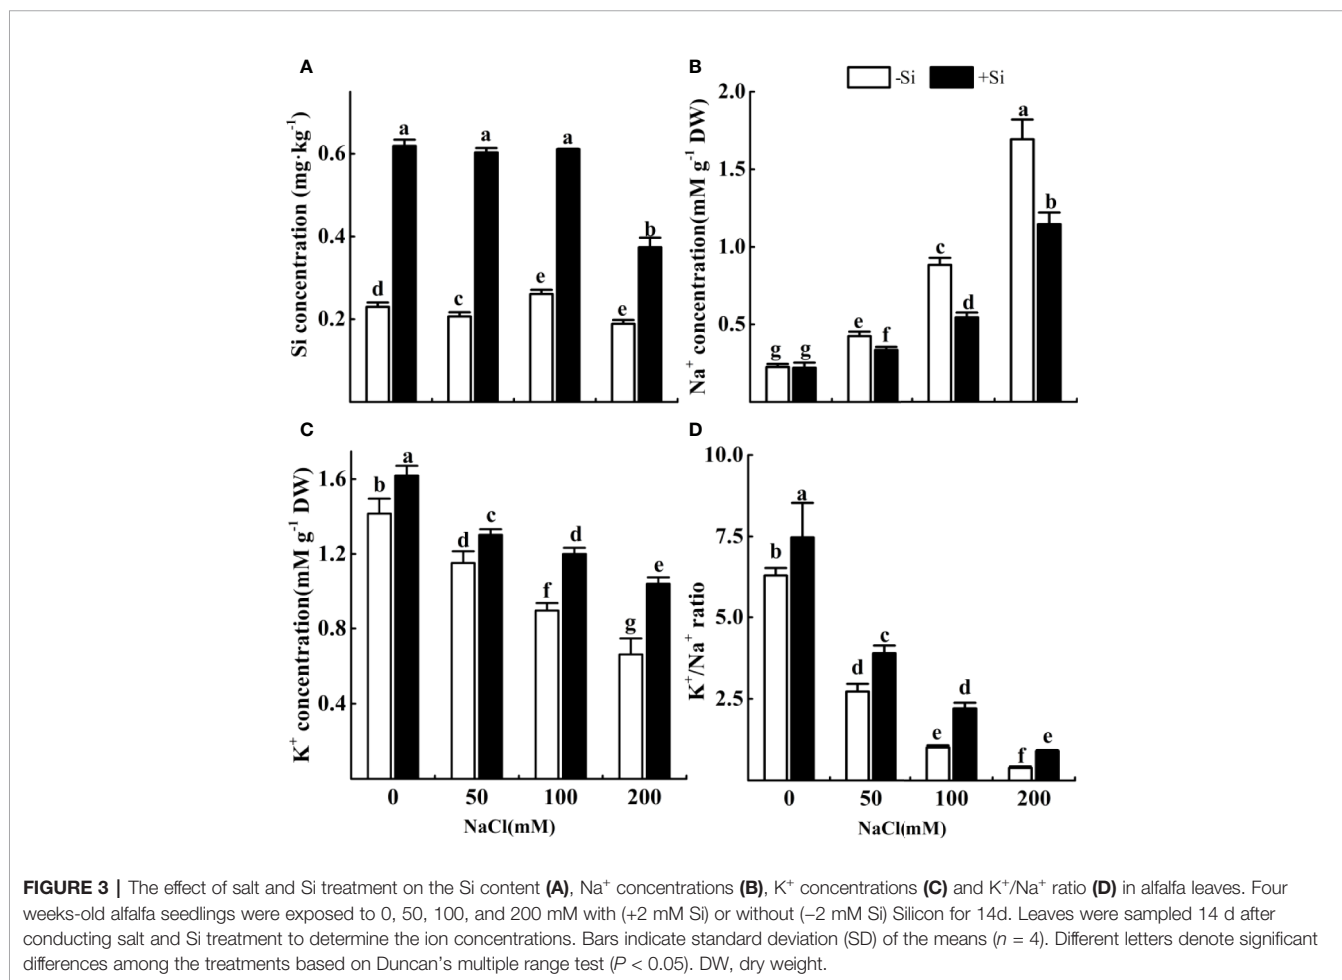 A
Si concentration (mg·kg⁻¹)
0.6
0.4
0.2
a
a
a
b
d
c
e
e
B
-Si
+Si
Na⁺ concentration(mM g⁻¹ DW)
2.0
1.5
1.0
0.5
a
b
c
d
e
f
g
g
C
K⁺ concentration(mM g⁻¹ DW)
1.6
1.2
0.8
0.4
b
a
d
c
f
d
g
e
0
50
100
200
NaCl(mM)
D
K⁺/Na⁺ ratio
10.0
7.5
5.0
2.5
b
a
d
c
e
d
f
e
0
50
100
200
NaCl(mM)
FIGURE 3 | The effect of salt and Si treatment on the Si content (A), Na⁺ concentrations (B), K⁺ concentrations (C) and K⁺/Na⁺ ratio (D) in alfalfa leaves. Four
weeks-old alfalfa seedlings were exposed to 0, 50, 100, and 200 mM with (+2 mM Si) or without (−2 mM Si) Silicon for 14d. Leaves were sampled 14 d after
conducting salt and Si treatment to determine the ion concentrations. Bars indicate standard deviation (SD) of the means (n = 4). Different letters denote significant
differences among the treatments based on Duncan's multiple range test (P < 0.05). DW, dry weight.